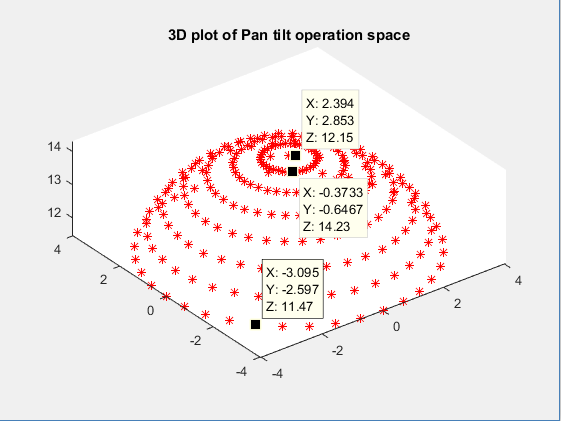 3D plot of Pan tilt operation space
X: 2.394
Y: 2.853
Z: 12.15
X: -0.3733
Y: -0.6467
Z: 14.23
X: -3.095
Y: -2.597
Z: 11.47
14
13
12
4
2
0
-2
-4
-4
-2
0
2
4